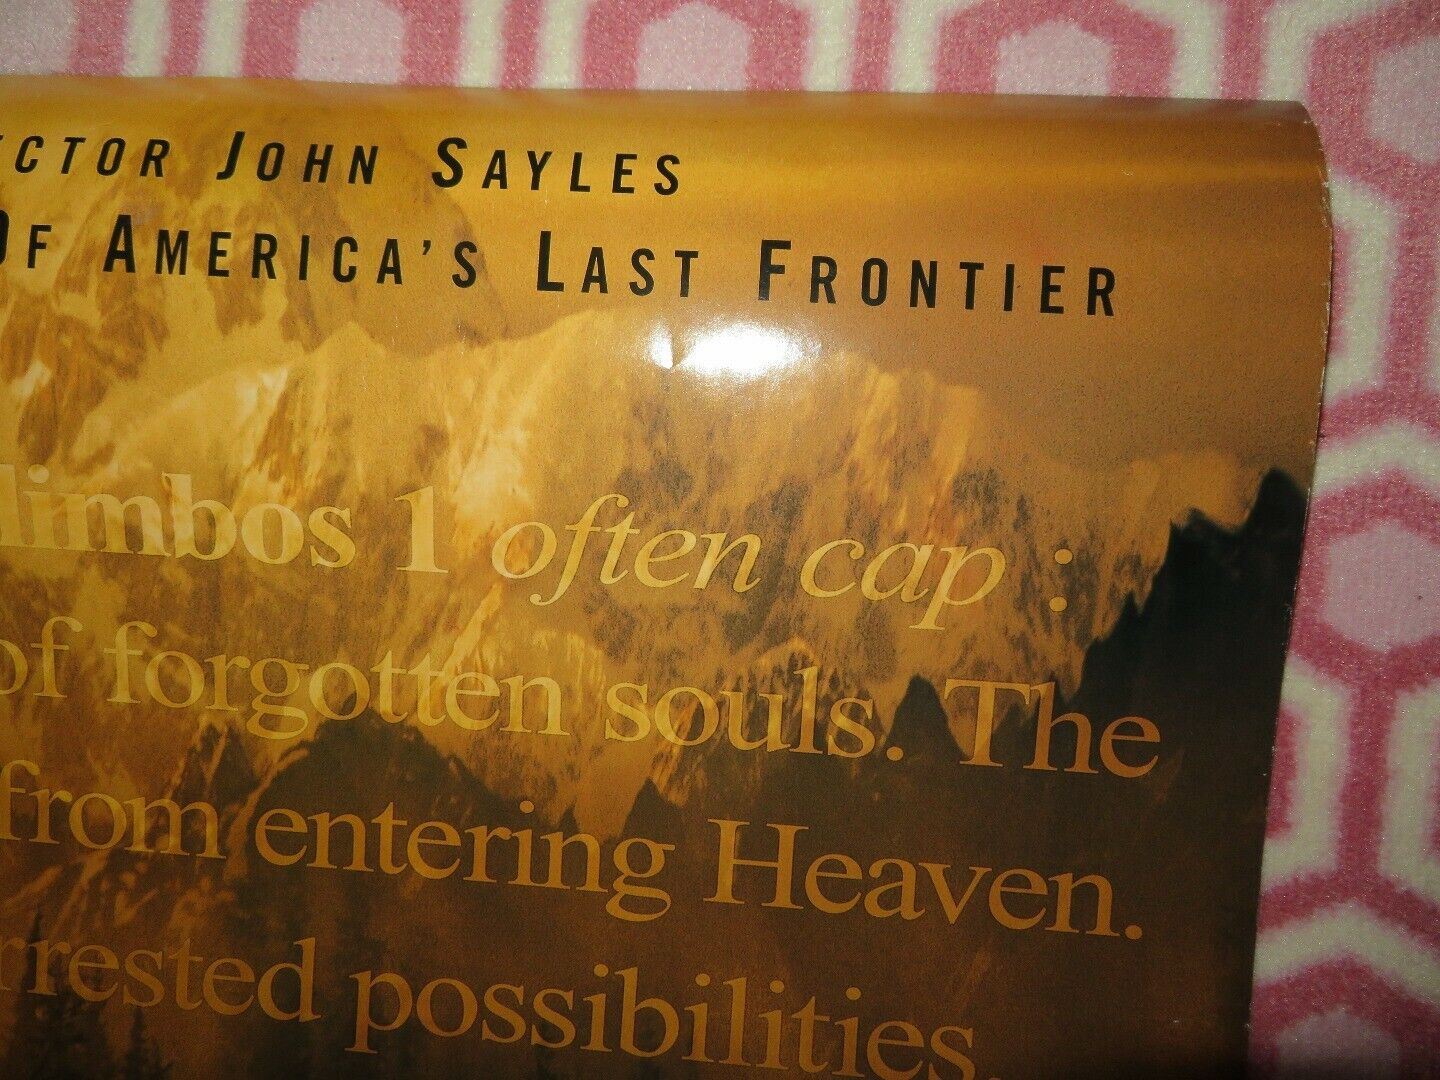 ECTOR JOHN SAYLES
OF AMERICA'S LAST FRONTIER
limbos 1 often cap :
of forgotten souls. The
from entering Heaven.
rrested possibilities.